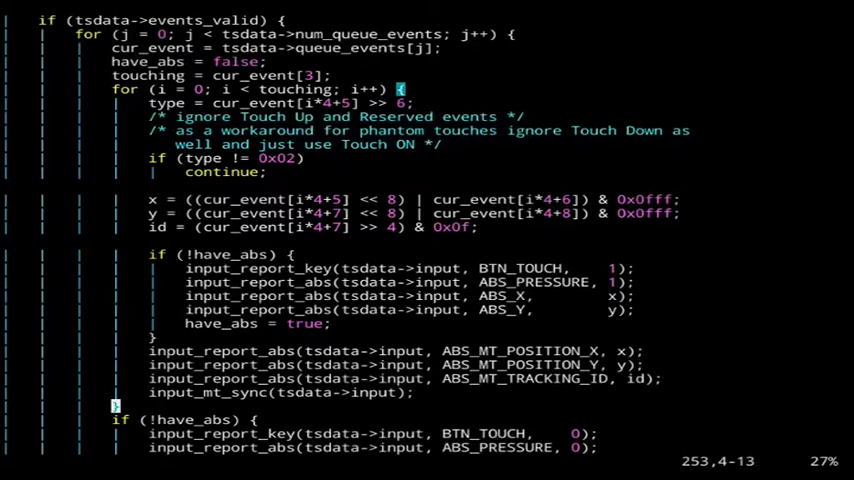 if (tsdata->events_valid) {
for (j = 0; j < tsdata->num_queue_events; j++) {
cur_event = tsdata->queue_events[j];
have_abs = false;
touching = cur_event[3];
for (i = 0; i < touching; i++) {
type = cur_event[i*4+5] >> 6;
/* ignore Touch Up and Reserved events */
/* as a workaround for phantom touches ignore Touch Down as
well and just use Touch ON */
if (type != 0x02)
continue;
x = ((cur_event[i*4+5] << 8) | cur_event[i*4+6]) & 0x0fff;
y = ((cur_event[i*4+7] << 8) | cur_event[i*4+8]) & 0x0fff;
id = (cur_event[i*4+7] >> 4) & 0x0f;
if (!have_abs) {
input_report_key(tsdata->input, BTN_TOUCH, 1);
input_report_abs(tsdata->input, ABS_PRESSURE, 1);
input_report_abs(tsdata->input, ABS_X, x);
input_report_abs(tsdata->input, ABS_Y, y);
have_abs = true;
}
input_report_abs(tsdata->input, ABS_MT_POSITION_X, x);
input_report_abs(tsdata->input, ABS_MT_POSITION_Y, y);
input_report_abs(tsdata->input, ABS_MT_TRACKING_ID, id);
input_mt_sync(tsdata->input);
}
if (!have_abs) {
input_report_key(tsdata->input, BTN_TOUCH, 0);
input_report_abs(tsdata->input, ABS_PRESSURE, 0);
253,4-13 27%